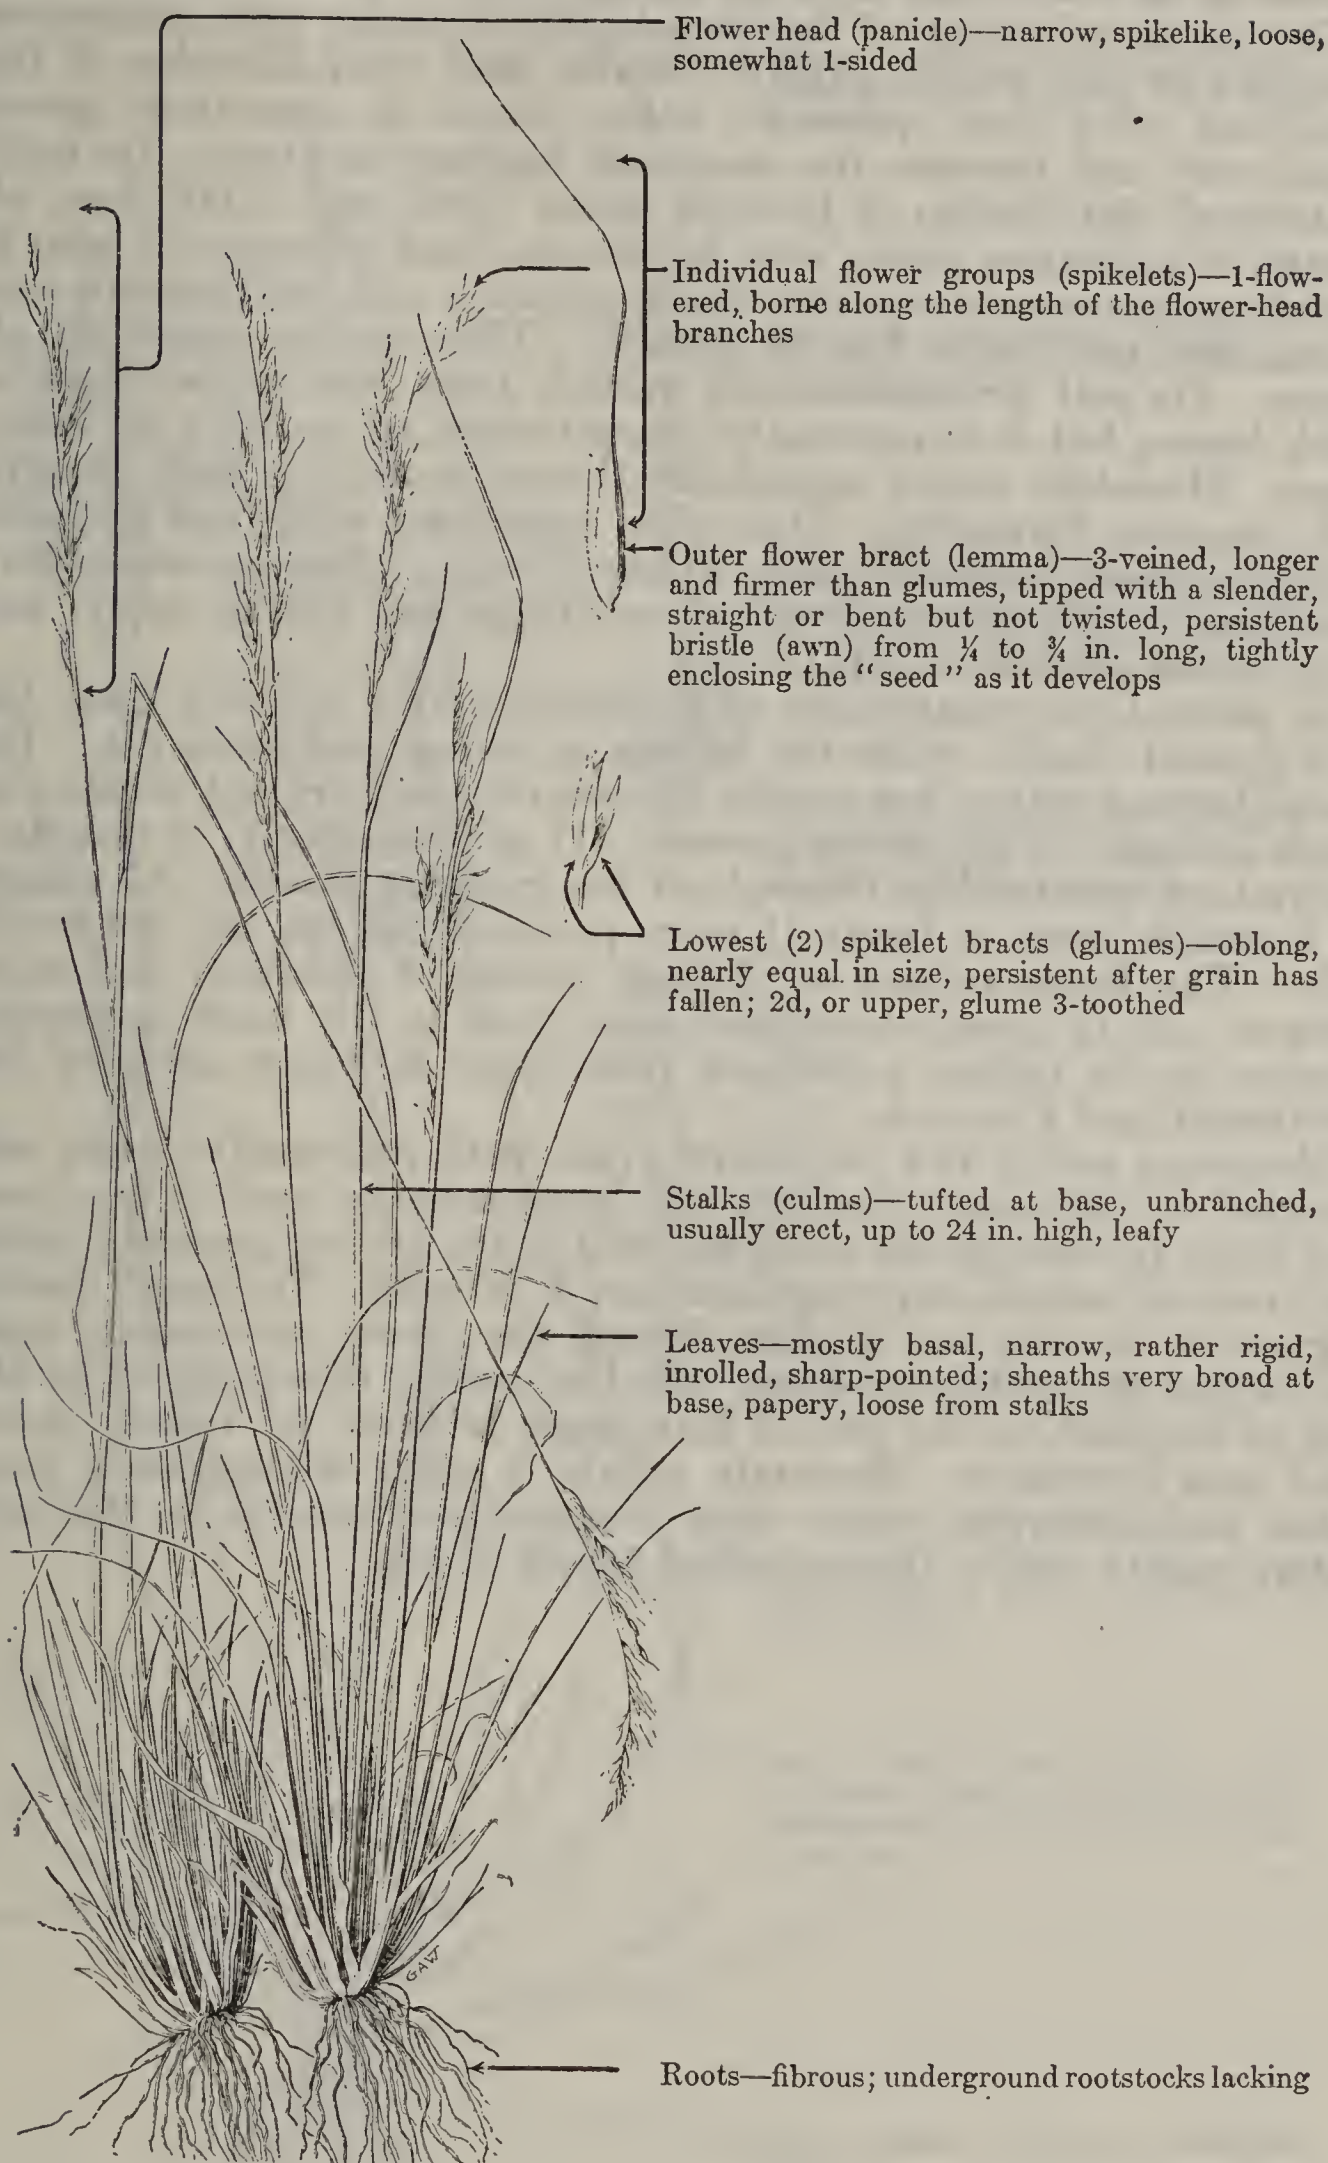 Flower head (panicle)—narrow, spikelike, loose,
somewhat 1-sided
Individual flower groups (spikelets)—1-flow-
ered, borne along the length of the flower-head
branches
Outer flower bract (lemma)—3-veined, longer
and firmer than glumes, tipped with a slender,
straight or bent but not twisted, persistent
bristle (awn) from ¼ to ¾ in. long, tightly
enclosing the “seed” as it develops
Lowest (2) spikelet bracts (glumes)—oblong,
nearly equal in size, persistent after grain has
fallen; 2d, or upper, glume 3-toothed
Stalks (culms)—tufted at base, unbranched,
usually erect, up to 24 in. high, leafy
Leaves—mostly basal, narrow, rather rigid,
inrolled, sharp-pointed; sheaths very broad at
base, papery, loose from stalks
GAW
Roots—fibrous; underground rootstocks lacking